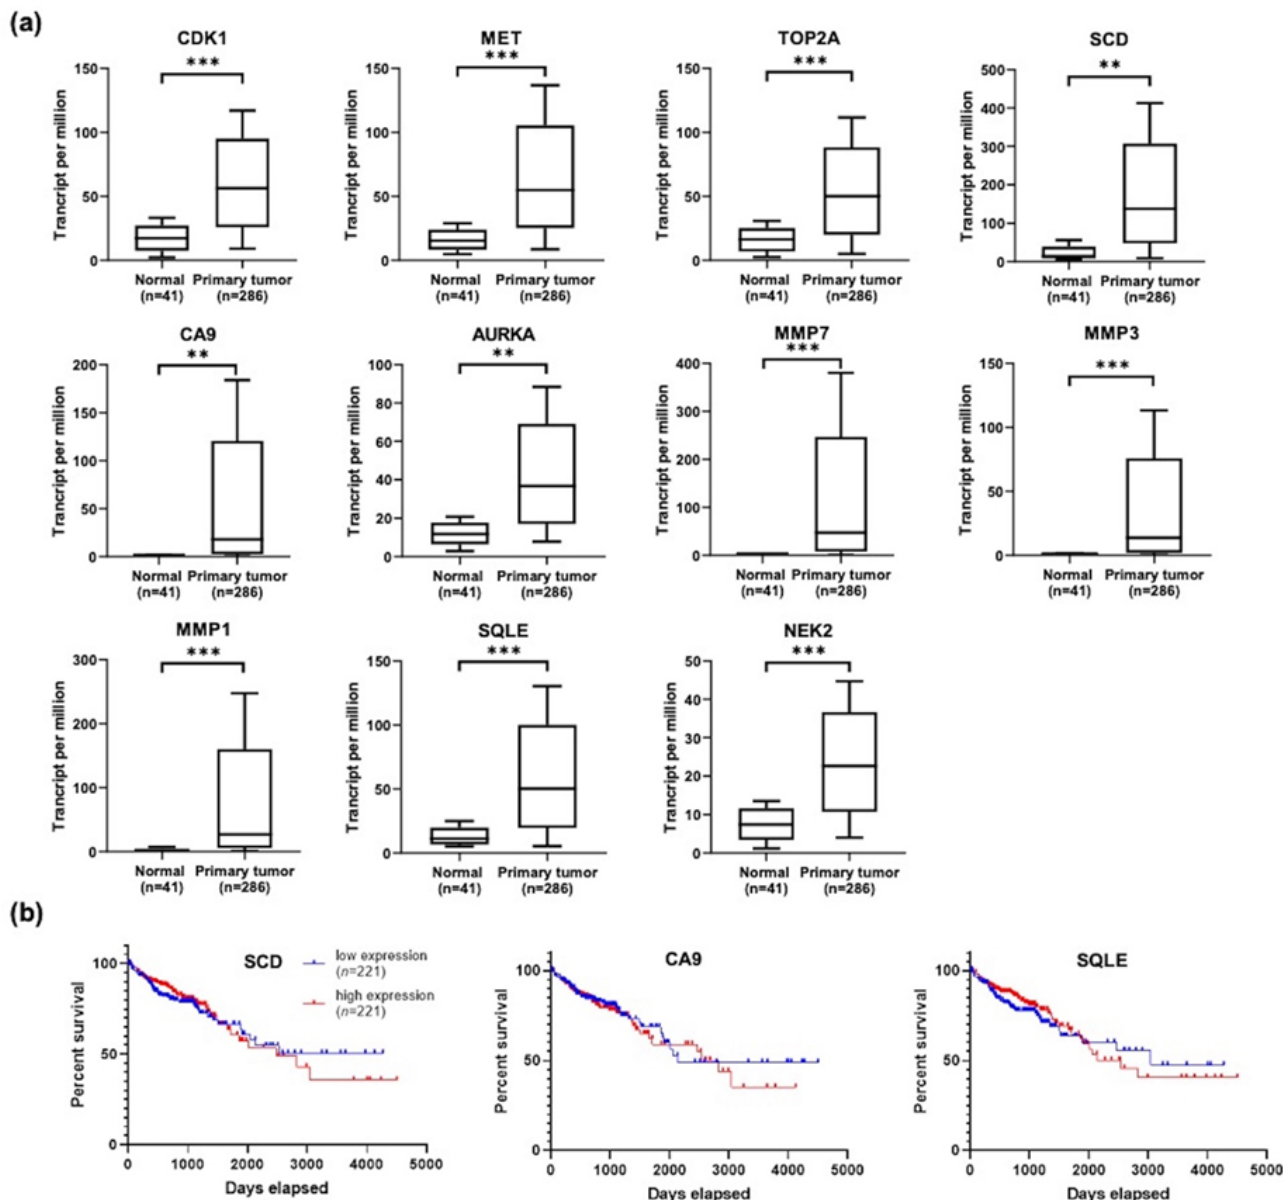 (a)
CDK1
***
Trancript per million
150
100
50
0
Normal
(n=41)
Primary tumor
(n=286)
MET
***
Trancript per million
150
100
50
0
Normal
(n=41)
Primary tumor
(n=286)
TOP2A
***
Trancript per million
150
100
50
0
Normal
(n=41)
Primary tumor
(n=286)
SCD
**
Trancript per million
500
400
300
200
100
0
Normal
(n=41)
Primary tumor
(n=286)
CA9
**
Trancript per million
200
150
100
50
0
Normal
(n=41)
Primary tumor
(n=286)
AURKA
**
Trancript per million
100
80
60
40
20
0
Normal
(n=41)
Primary tumor
(n=286)
MMP7
***
Trancript per million
400
300
200
100
0
Normal
(n=41)
Primary tumor
(n=286)
MMP3
***
Trancript per million
150
100
50
0
Normal
(n=41)
Primary tumor
(n=286)
MMP1
***
Trancript per million
300
200
100
0
Normal
(n=41)
Primary tumor
(n=286)
SQLE
***
Trancript per million
150
100
50
0
Normal
(n=41)
Primary tumor
(n=286)
NEK2
***
Trancript per million
50
40
30
20
10
0
Normal
(n=41)
Primary tumor
(n=286)
(b)
SCD
low expression
(n=221)
high expression
(n=221)
Percent survival
100
50
0
0 1000 2000 3000 4000 5000
Days elapsed
CA9
Percent survival
100
50
0
0 1000 2000 3000 4000 5000
Days elapsed
SQLE
Percent survival
100
50
0
0 1000 2000 3000 4000 5000
Days elapsed